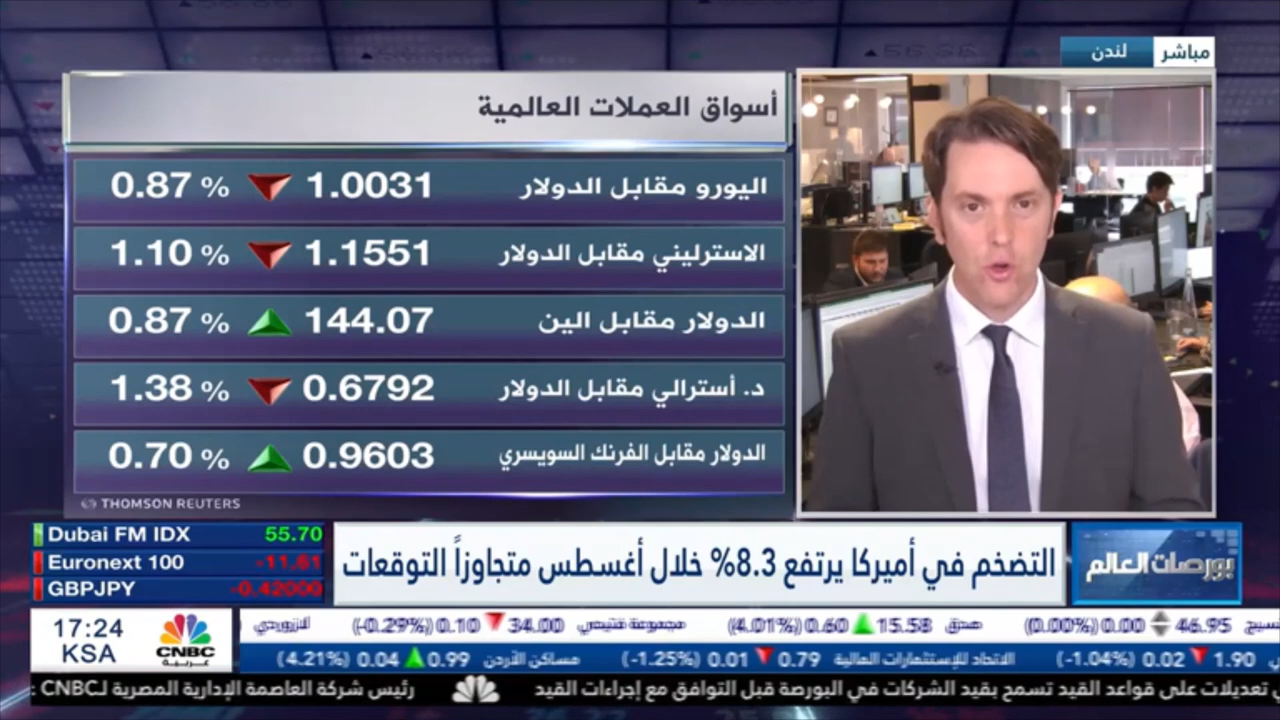 مباشر لندن
أسواق العملات العالمية
اليورو مقابل الدولار 1.0031 0.87 %
الاسترليني مقابل الدولار 1.1551 1.10 %
الدولار مقابل الين 144.07 0.87 %
د. أسترالي مقابل الدولار 0.6792 1.38 %
الدولار مقابل الفرنك السويسري 0.9603 0.70 %
THOMSON REUTERS
بورصات العالم
التضخم في أميركا يرتفع 8.3% خلال أغسطس متجاوزاً التوقعات
Dubai FM IDX 55.70
Euronext 100 -11.61
GBPJPY -0.42000
46.95 0.00 (0.00%) 15.58 0.60 (4.01%) مجموعة فتيحي 34.00 0.10 (-0.29%)
1.90 0.02 (-1.04%) الاتحاد للإستثمارات المالية 0.79 0.01 (-1.25%) مساكن الأردن 0.99 0.04 (4.21%)
17:24
KSA
CNBC
عربية
تعديلات على قواعد القيد تسمح بقيد الشركات في البورصة قبل التوافق مع إجراءات القيد رئيس شركة العاصمة الإدارية المصرية لـCNBC